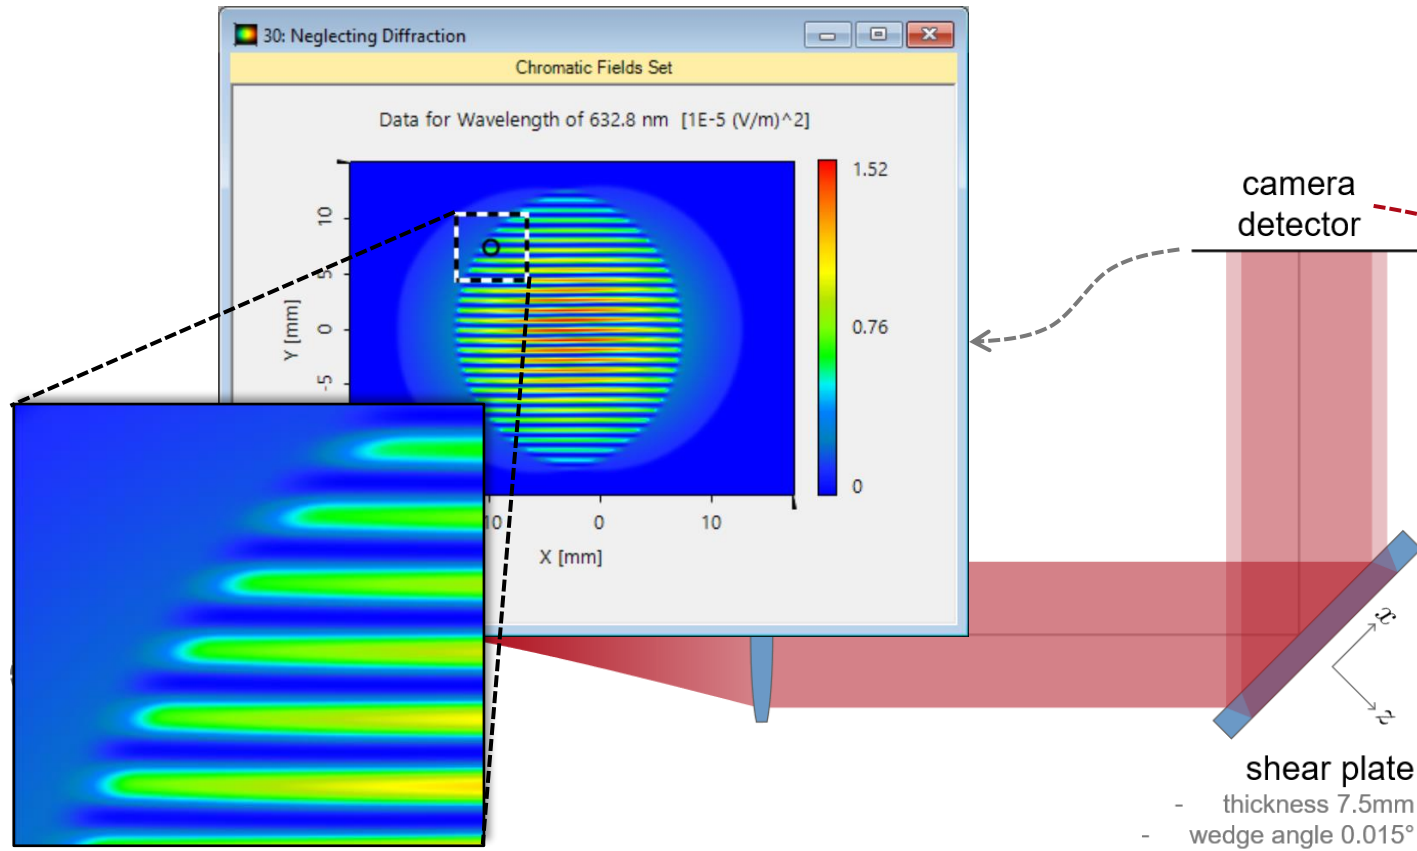 30: Neglecting Diffraction
Chromatic Fields Set
Data for Wavelength of 632.8 nm [1E-5 (V/m)^2]
1.52
0.76
0
10
5
0
-5
Y [mm]
10
0
10
X [mm]
camera
detector
x
z
shear plate
- thickness 7.5mm
- wedge angle 0.015°